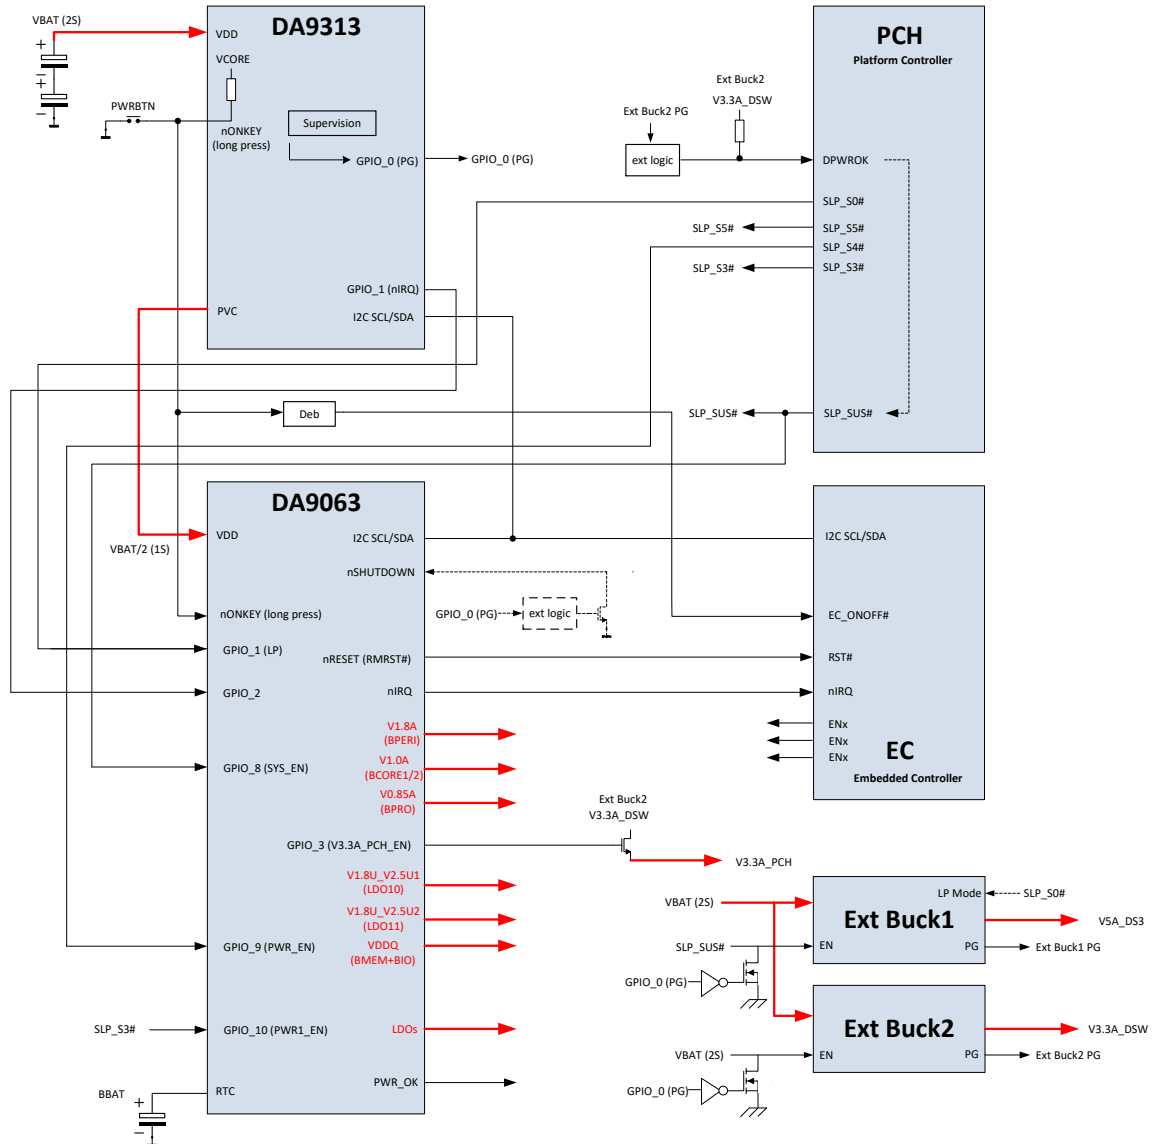 DA9313
VBAT (2S)
VDD
VCORE
PWRBTN
nONKEY
(long press)
Supervision
GPIO_0 (PG)
GPIO_0 (PG)
GPIO_1 (nIRQ)
PVC
I2C SCL/SDA
+
−
+
−
PCH
Platform Controller
Ext Buck2
V3.3A_DSW
Ext Buck2 PG
ext logic
DPWROK
SLP_S0#
SLP_S5#
SLP_S5#
SLP_S4#
SLP_S3#
SLP_S3#
SLP_SUS#
SLP_SUS#
Deb
DA9063
VDD
VBAT/2 (1S)
I2C SCL/SDA
nSHUTDOWN
GPIO_0 (PG)
ext logic
nONKEY (long press)
GPIO_1 (LP)
nRESET (RMRST#)
GPIO_2
nIRQ
V1.8A
(BPERI)
V1.0A
(BCORE1/2)
GPIO_8 (SYS_EN)
V0.85A
(BPRO)
GPIO_3 (V3.3A_PCH_EN)
V1.8U_V2.5U1
(LDO10)
V1.8U_V2.5U2
(LDO11)
GPIO_9 (PWR_EN)
VDDQ
(BMEM+BIO)
SLP_S3#
GPIO_10 (PWR1_EN)
LDOs
PWR_OK
BBAT
RTC
+
−
I2C SCL/SDA
EC_ONOFF#
RST#
nIRQ
ENx
ENx
ENx
EC
Embedded Controller
Ext Buck2
V3.3A_DSW
V3.3A_PCH
VBAT (2S)
LP Mode
SLP_S0#
Ext Buck1
V5A_DS3
SLP_SUS#
EN
PG
Ext Buck1 PG
GPIO_0 (PG)
Ext Buck2
V3.3A_DSW
VBAT (2S)
EN
PG
Ext Buck2 PG
GPIO_0 (PG)